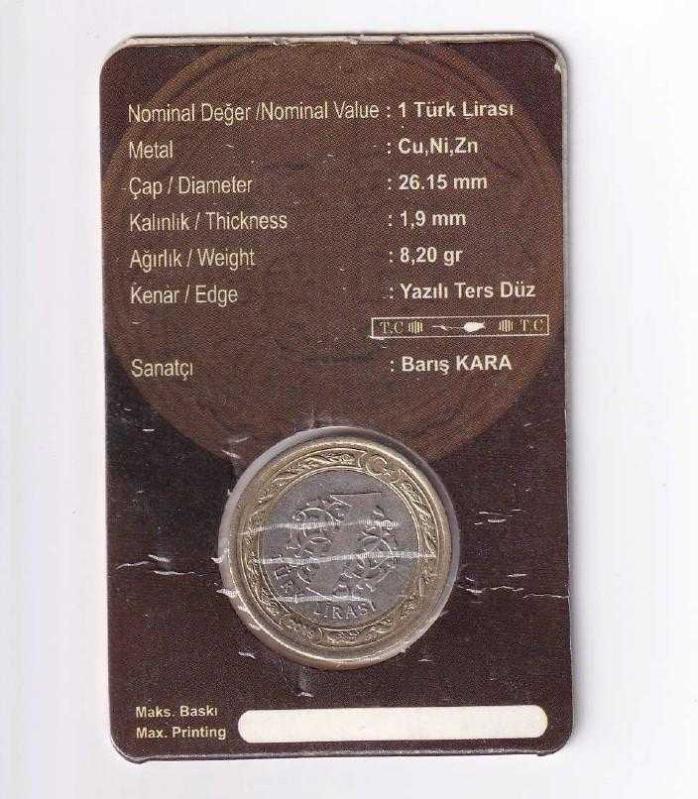 Nominal Değer /Nominal Value : 1 Türk Lirası
Metal : Cu,Ni,Zn
Çap / Diameter : 26.15 mm
Kalınlık / Thickness : 1,9 mm
Ağırlık / Weight : 8,20 gr
Kenar / Edge : Yazılı Ters Düz
T.C T.C
Sanatçı : Barış KARA
1
TÜRK LİRASI
Maks. Baskı
Max. Printing